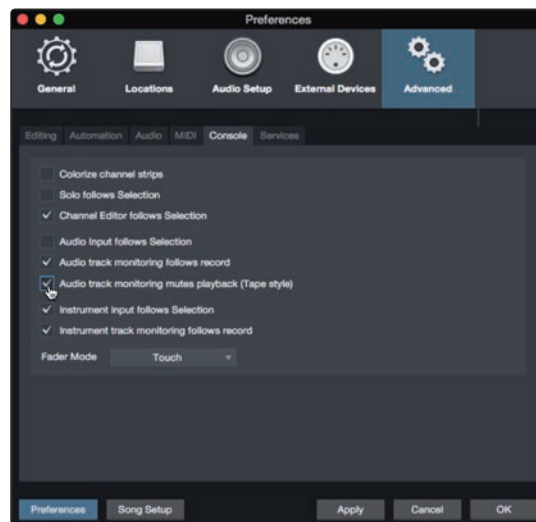 Preferences
General Locations Audio Setup External Devices Advanced
Editing Automation Audio MIDI Console Services
Colorize channel strips
Solo follows Selection
Channel Editor follows Selection
Audio Input follows Selection
Audio track monitoring follows record
Audio track monitoring mutes playback (Tape style)
Instrument Input follows Selection
Instrument track monitoring follows record
Fader Mode Touch
Preferences Song Setup Apply Cancel OK